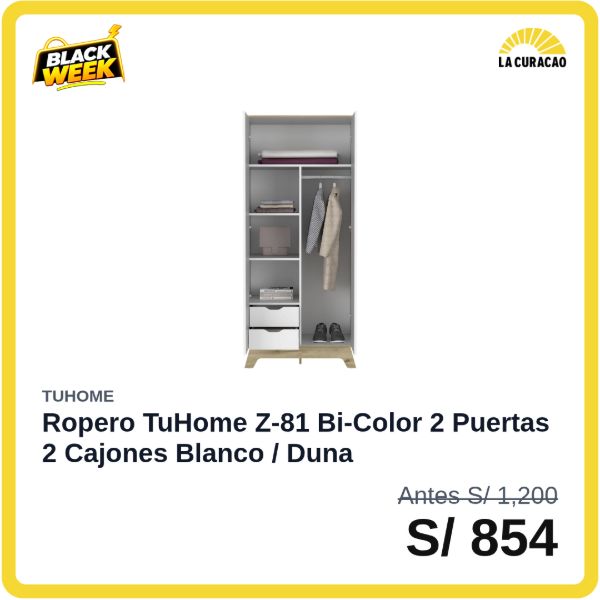 BLACK
WEEK
LA CURACAO
TUHOME
Ropero TuHome Z-81 Bi-Color 2 Puertas
2 Cajones Blanco / Duna
Antes S/ 1,200
S/ 854